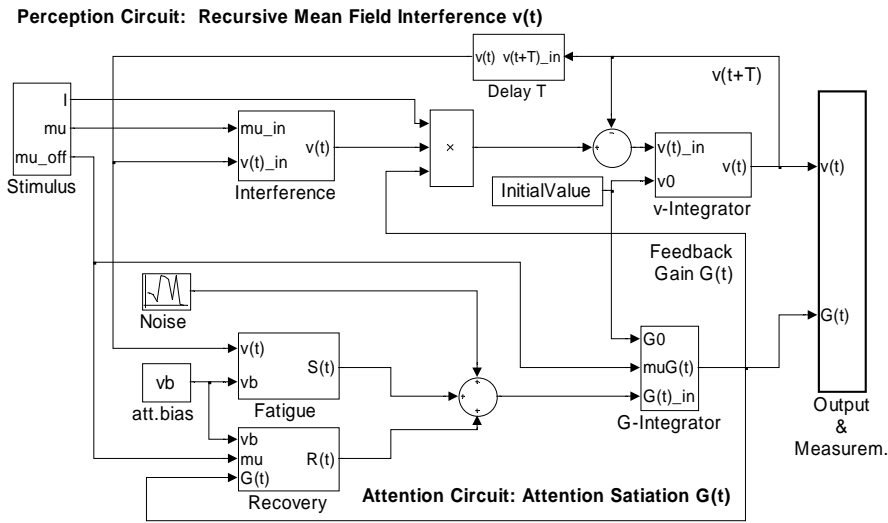 Perception Circuit: Recursive Mean Field Interference v(t)
v(t) v(t+T)_in
Delay T
v(t+T)
I
mu
mu_off
Stimulus
mu_in
v(t)_in
v(t)
Interference
×
+
-
v(t)_in
v0
v(t)
v-Integrator
InitialValue
v(t)
G(t)
Output
&
Measurem.
Feedback
Gain G(t)
Noise
v(t)
vb
S(t)
Fatigue
vb
att.bias
+
+
+
G0
muG(t)
G(t)_in
G-Integrator
vb
mu
G(t)
R(t)
Recovery
Attention Circuit: Attention Satiation G(t)